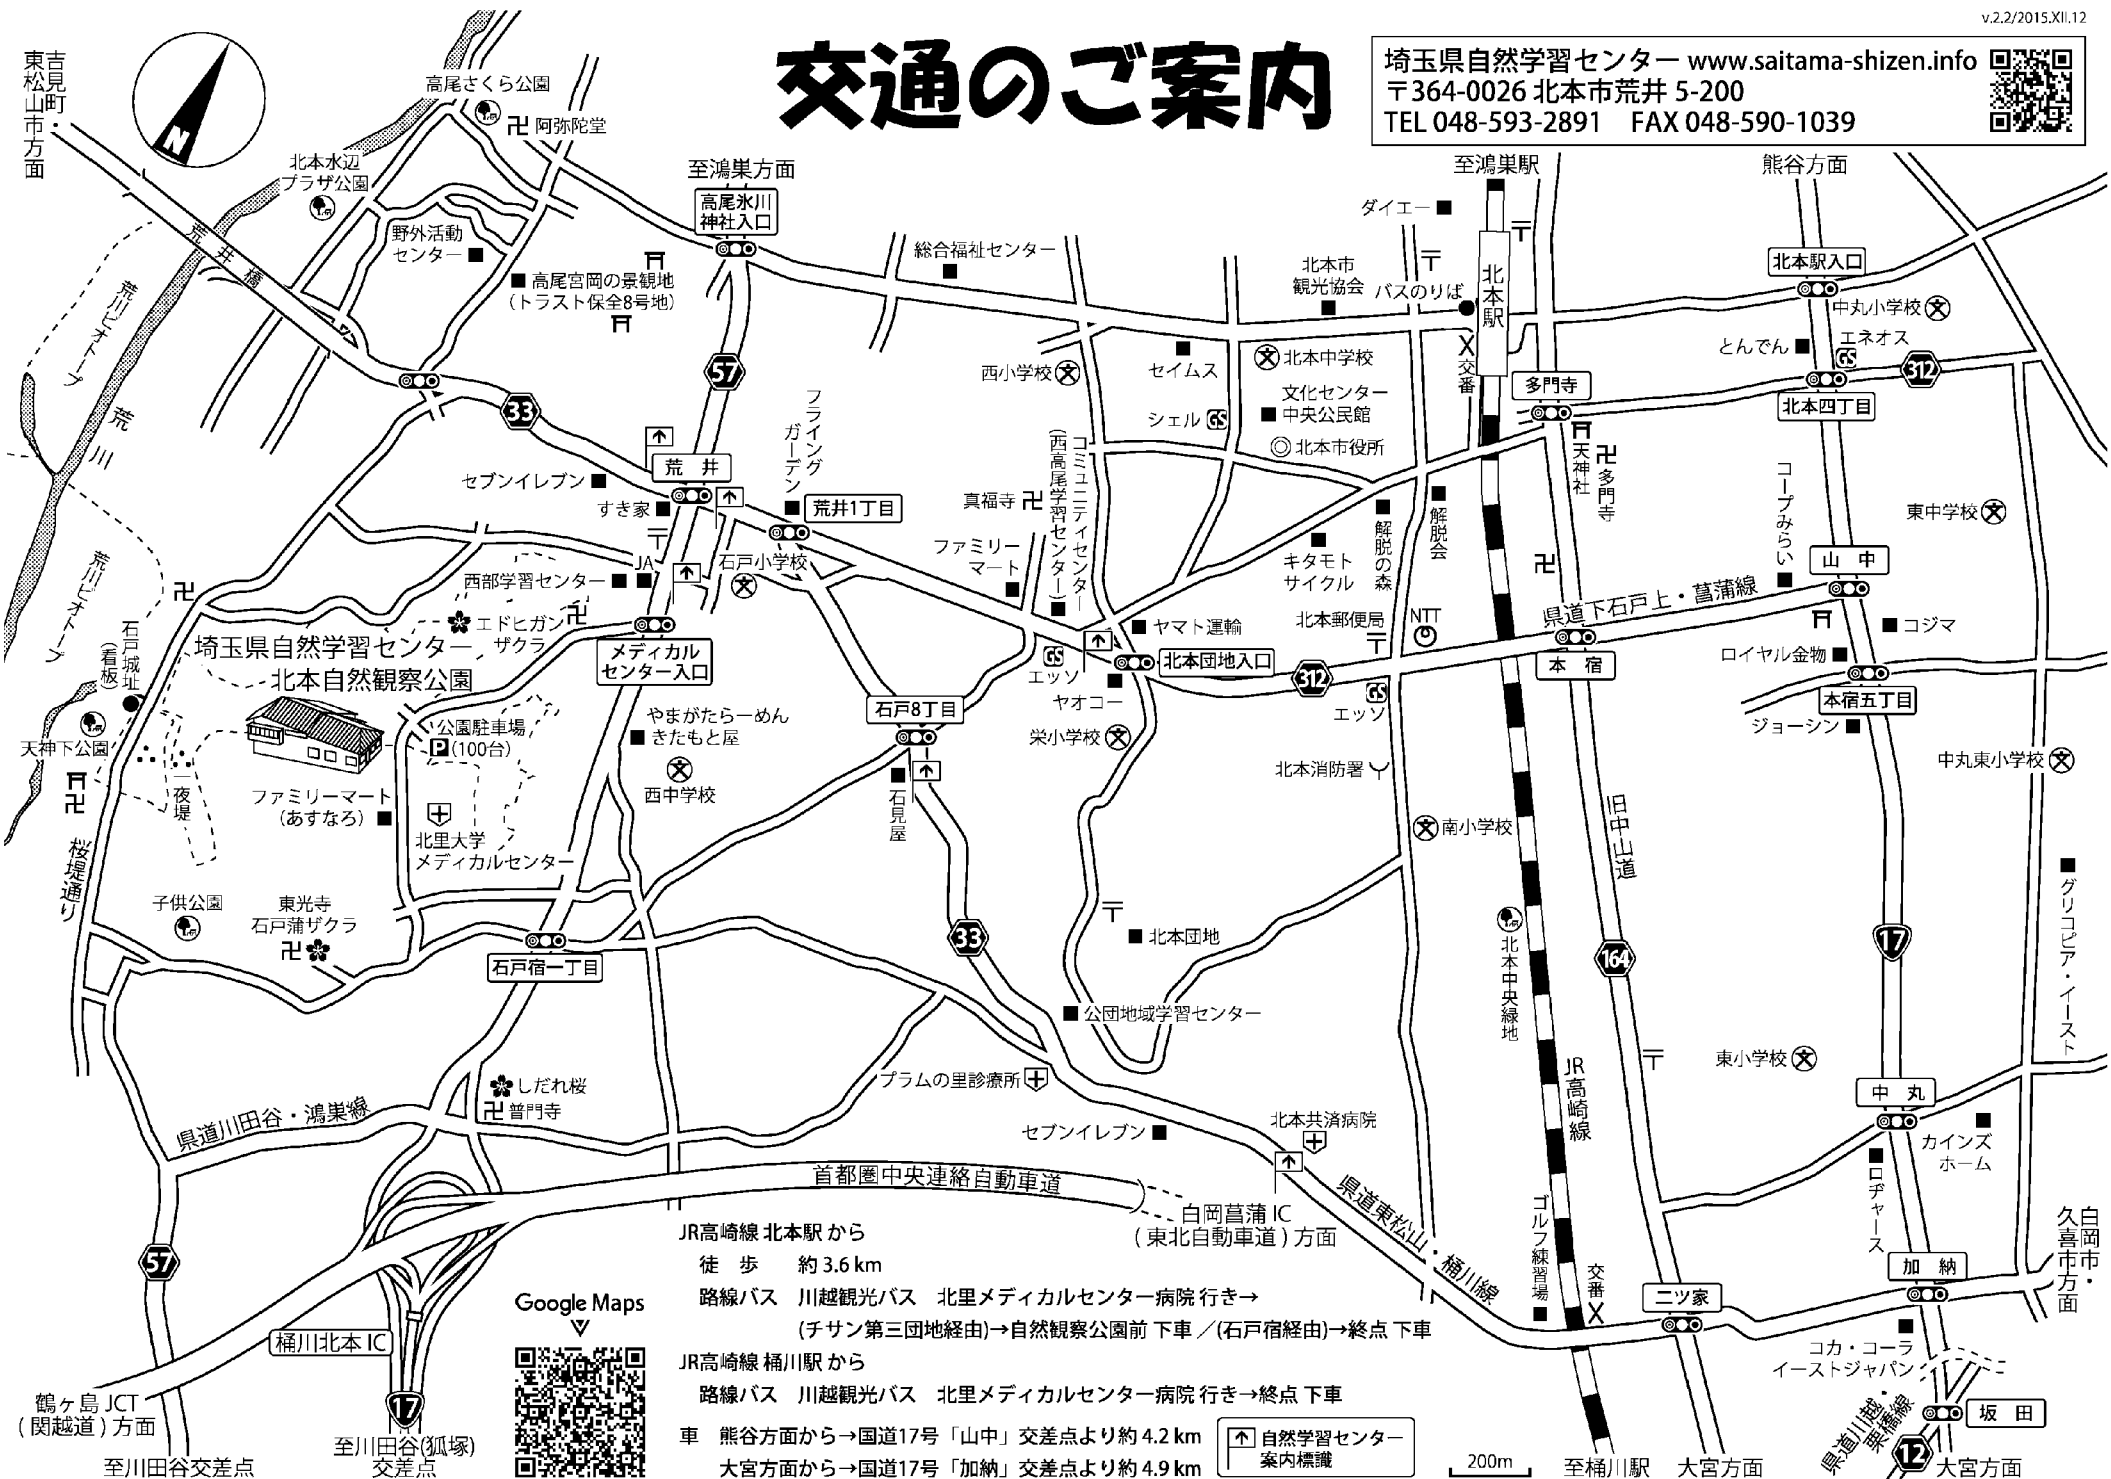 v.2.2/2015.XII.12
交通のご案内
埼玉県自然学習センター www.saitama-shizen.info
〒364-0026 北本市荒井 5-200
TEL 048-593-2891 FAX 048-590-1039
吉見町・
東松山市方面
N
高尾さくら公園
阿弥陀堂
北本水辺
プラザ公園
荒井橋
野外活動
センター
高尾宮岡の景観地
(トラスト保全8号地)
至鴻巣方面
高尾氷川
神社入口
総合福祉センター
至鴻巣駅
ダイエー
北本市
観光協会
バスのりば
北本駅
交番
熊谷方面
北本駅入口
中丸小学校
エネオス
GS
とんでん
312
北本四丁目
荒川ビオトープ
荒川
33
57
フライング
ガーデン
西小学校
セイムス
北本中学校
文化センター
中央公民館
シェル
GS
北本市役所
多門寺
天神社
多門寺
コープみらい
東中学校
セブンイレブン
すき家
荒井
荒井1丁目
真福寺
コミュニティセンター
(西高尾学習センター)
ファミリー
マート
解脱の森
解脱会
キタモト
サイクル
山中
荒川ビオトープ
JA
西部学習センター
石戸小学校
エドヒガン
ザクラ
埼玉県自然学習センター
北本自然観察公園
メディカル
センター入口
石戸城址
(看板)
天神下公園
一夜堤
桜堤通り
公園駐車場
P(100台)
ファミリーマート
(あすなろ)
北里大学
メディカルセンター
やまがたらーめん
きたもと屋
西中学校
石戸8丁目
石見屋
GS
エッソ
ヤマト運輸
北本団地入口
ヤオコー
栄小学校
312
北本郵便局
NTT
GS
エッソ
北本消防署
県道下石戸上・菖蒲線
本宿
コジマ
ロイヤル金物
本宿五丁目
ジョーシン
中丸東小学校
南小学校
旧中山道
グリコピア・イースト
子供公園
東光寺
石戸蒲ザクラ
石戸宿一丁目
33
北本団地
公団地域学習センター
北本中央緑地
164
17
東小学校
JR高崎線
中丸
カインズ
ホーム
ロヂャース
しだれ桜
普門寺
県道川田谷・鴻巣線
プラムの里診療所
セブンイレブン
北本共済病院
首都圏中央連絡自動車道
白岡菖蒲 IC
(東北自動車道)方面
県道東松山・桶川線
ゴルフ練習場
交番
二ツ家
加納
白岡市・
久喜市方面
コカ・コーラ
イーストジャパン
県道川越・
栗橋線
坂田
12
大宮方面
57
桶川北本 IC
鶴ヶ島 JCT
(関越道)方面
17
至川田谷交差点
至川田谷(狐塚)
交差点
Google Maps
JR高崎線 北本駅 から
徒 歩 約 3.6 km
路線バス 川越観光バス 北里メディカルセンター病院 行き→
(チサン第三団地経由)→自然観察公園前 下車 ／(石戸宿経由)→終点 下車
JR高崎線 桶川駅 から
路線バス 川越観光バス 北里メディカルセンター病院 行き→終点 下車
車 熊谷方面から→国道17号「山中」交差点より約 4.2 km
大宮方面から→国道17号「加納」交差点より約 4.9 km
自然学習センター
案内標識
200m
至桶川駅
大宮方面